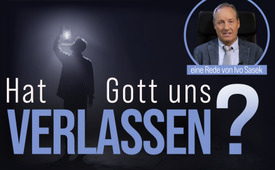 eine Rede von Ivo Sasek
Hat Gott uns
VERLASSEN?